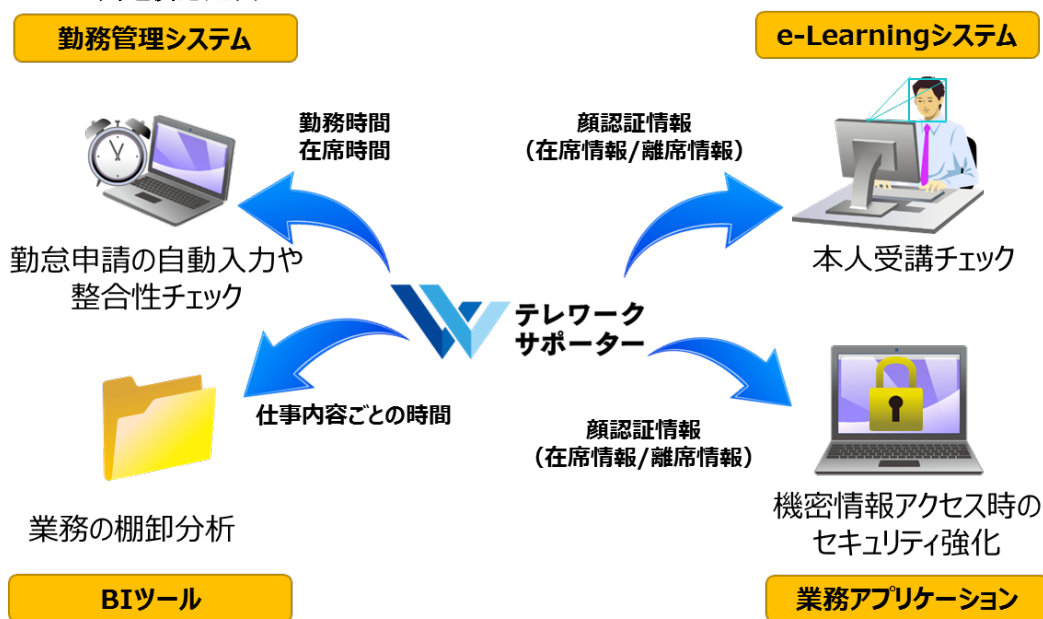 勤務管理システム
e-Learningシステム
勤務時間
在席時間
顔認証情報
（在席情報/離席情報）
勤怠申請の自動入力や
整合性チェック
本人受講チェック
テレワーク
サポーター
仕事内容ごとの時間
顔認証情報
（在席情報/離席情報）
業務の棚卸分析
機密情報アクセス時の
セキュリティ強化
BIツール
業務アプリケーション